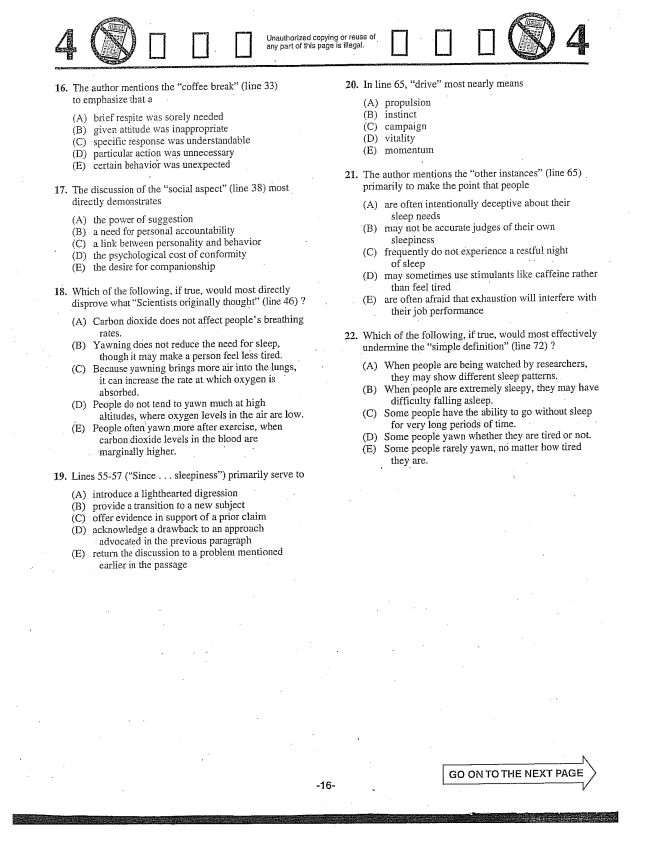 4
Unauthorized copying or reuse of
any part of this page is illegal.
4
16. The author mentions the “coffee break” (line 33)
to emphasize that a
(A) brief respite was sorely needed
(B) given attitude was inappropriate
(C) specific response was understandable
(D) particular action was unnecessary
(E) certain behavior was unexpected
17. The discussion of the “social aspect” (line 38) most
directly demonstrates
(A) the power of suggestion
(B) a need for personal accountability
(C) a link between personality and behavior
(D) the psychological cost of conformity
(E) the desire for companionship
18. Which of the following, if true, would most directly
disprove what “Scientists originally thought” (line 46) ?
(A) Carbon dioxide does not affect people’s breathing
rates.
(B) Yawning does not reduce the need for sleep,
though it may make a person feel less tired.
(C) Because yawning brings more air into the lungs,
it can increase the rate at which oxygen is
absorbed.
(D) People do not tend to yawn much at high
altitudes, where oxygen levels in the air are low.
(E) People often yawn more after exercise, when
carbon dioxide levels in the blood are
marginally higher.
19. Lines 55-57 (“Since . . . sleepiness”) primarily serve to
(A) introduce a lighthearted digression
(B) provide a transition to a new subject
(C) offer evidence in support of a prior claim
(D) acknowledge a drawback to an approach
advocated in the previous paragraph
(E) return the discussion to a problem mentioned
earlier in the passage
20. In line 65, “drive” most nearly means
(A) propulsion
(B) instinct
(C) campaign
(D) vitality
(E) momentum
21. The author mentions the “other instances” (line 65)
primarily to make the point that people
(A) are often intentionally deceptive about their
sleep needs
(B) may not be accurate judges of their own
sleepiness
(C) frequently do not experience a restful night
of sleep
(D) may sometimes use stimulants like caffeine rather
than feel tired
(E) are often afraid that exhaustion will interfere with
their job performance
22. Which of the following, if true, would most effectively
undermine the “simple definition” (line 72) ?
(A) When people are being watched by researchers,
they may show different sleep patterns.
(B) When people are extremely sleepy, they may have
difficulty falling asleep.
(C) Some people have the ability to go without sleep
for very long periods of time.
(D) Some people yawn whether they are tired or not.
(E) Some people rarely yawn, no matter how tired
they are.
GO ON TO THE NEXT PAGE
-16-